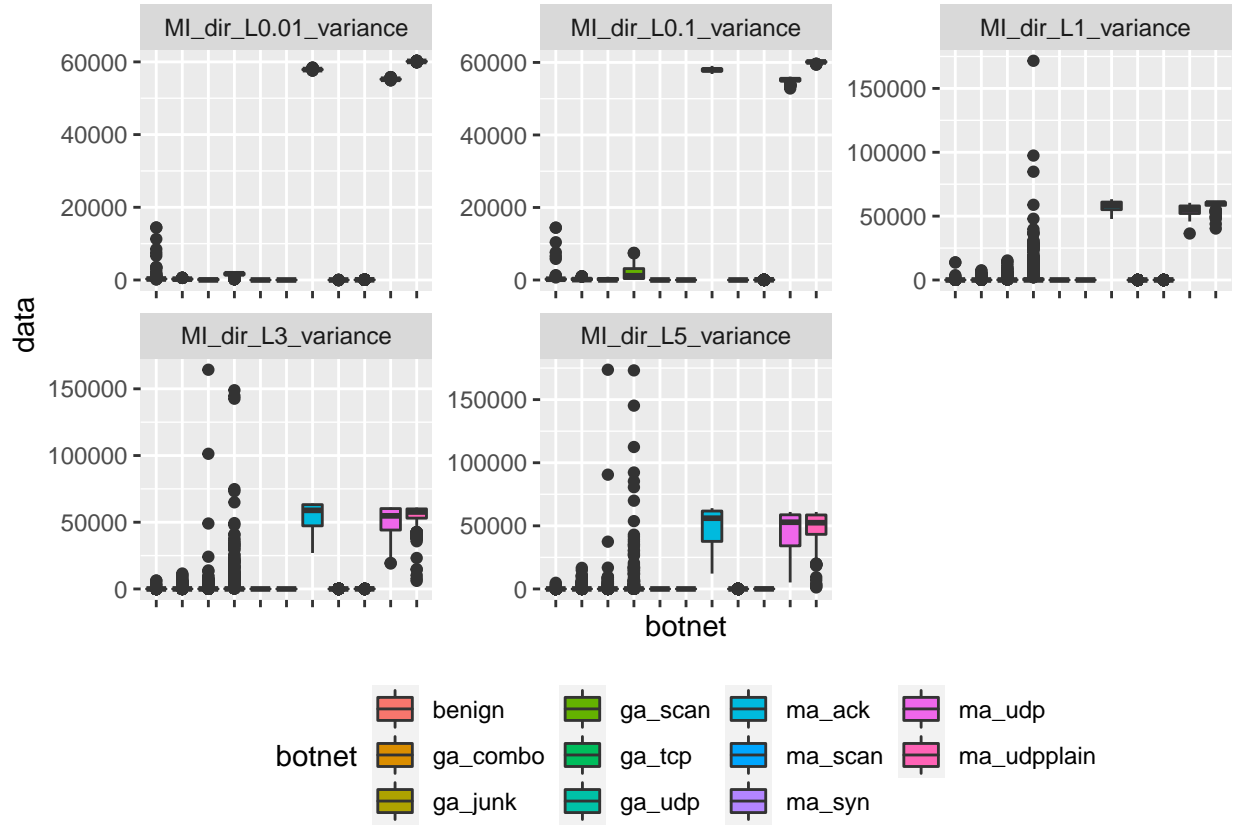 MI_dir_L0.01_variance
MI_dir_L0.1_variance
MI_dir_L1_variance
60000
40000
20000
0
60000
40000
20000
0
150000
100000
50000
0
data
MI_dir_L3_variance
MI_dir_L5_variance
150000
100000
50000
0
150000
100000
50000
0
botnet
botnet
benign
ga_combo
ga_junk
ga_scan
ga_tcp
ga_udp
ma_ack
ma_scan
ma_syn
ma_udp
ma_udpplain